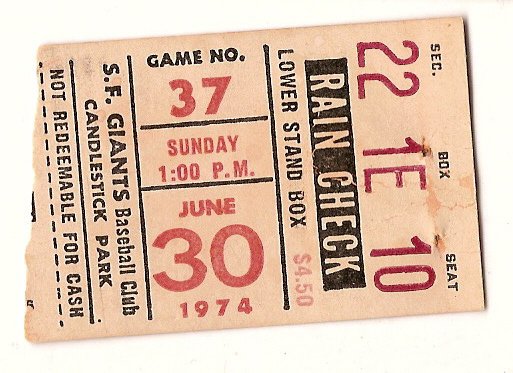 GAME NO.
37
SUNDAY
1:00 P.M.
JUNE
30
1974
S.F. GIANTS Baseball Club
CANDLESTICK PARK
NOT REDEEMABLE FOR CASH
SEC. BOX SEAT
22 1E 10
RAIN CHECK
LOWER STAND BOX $4.50